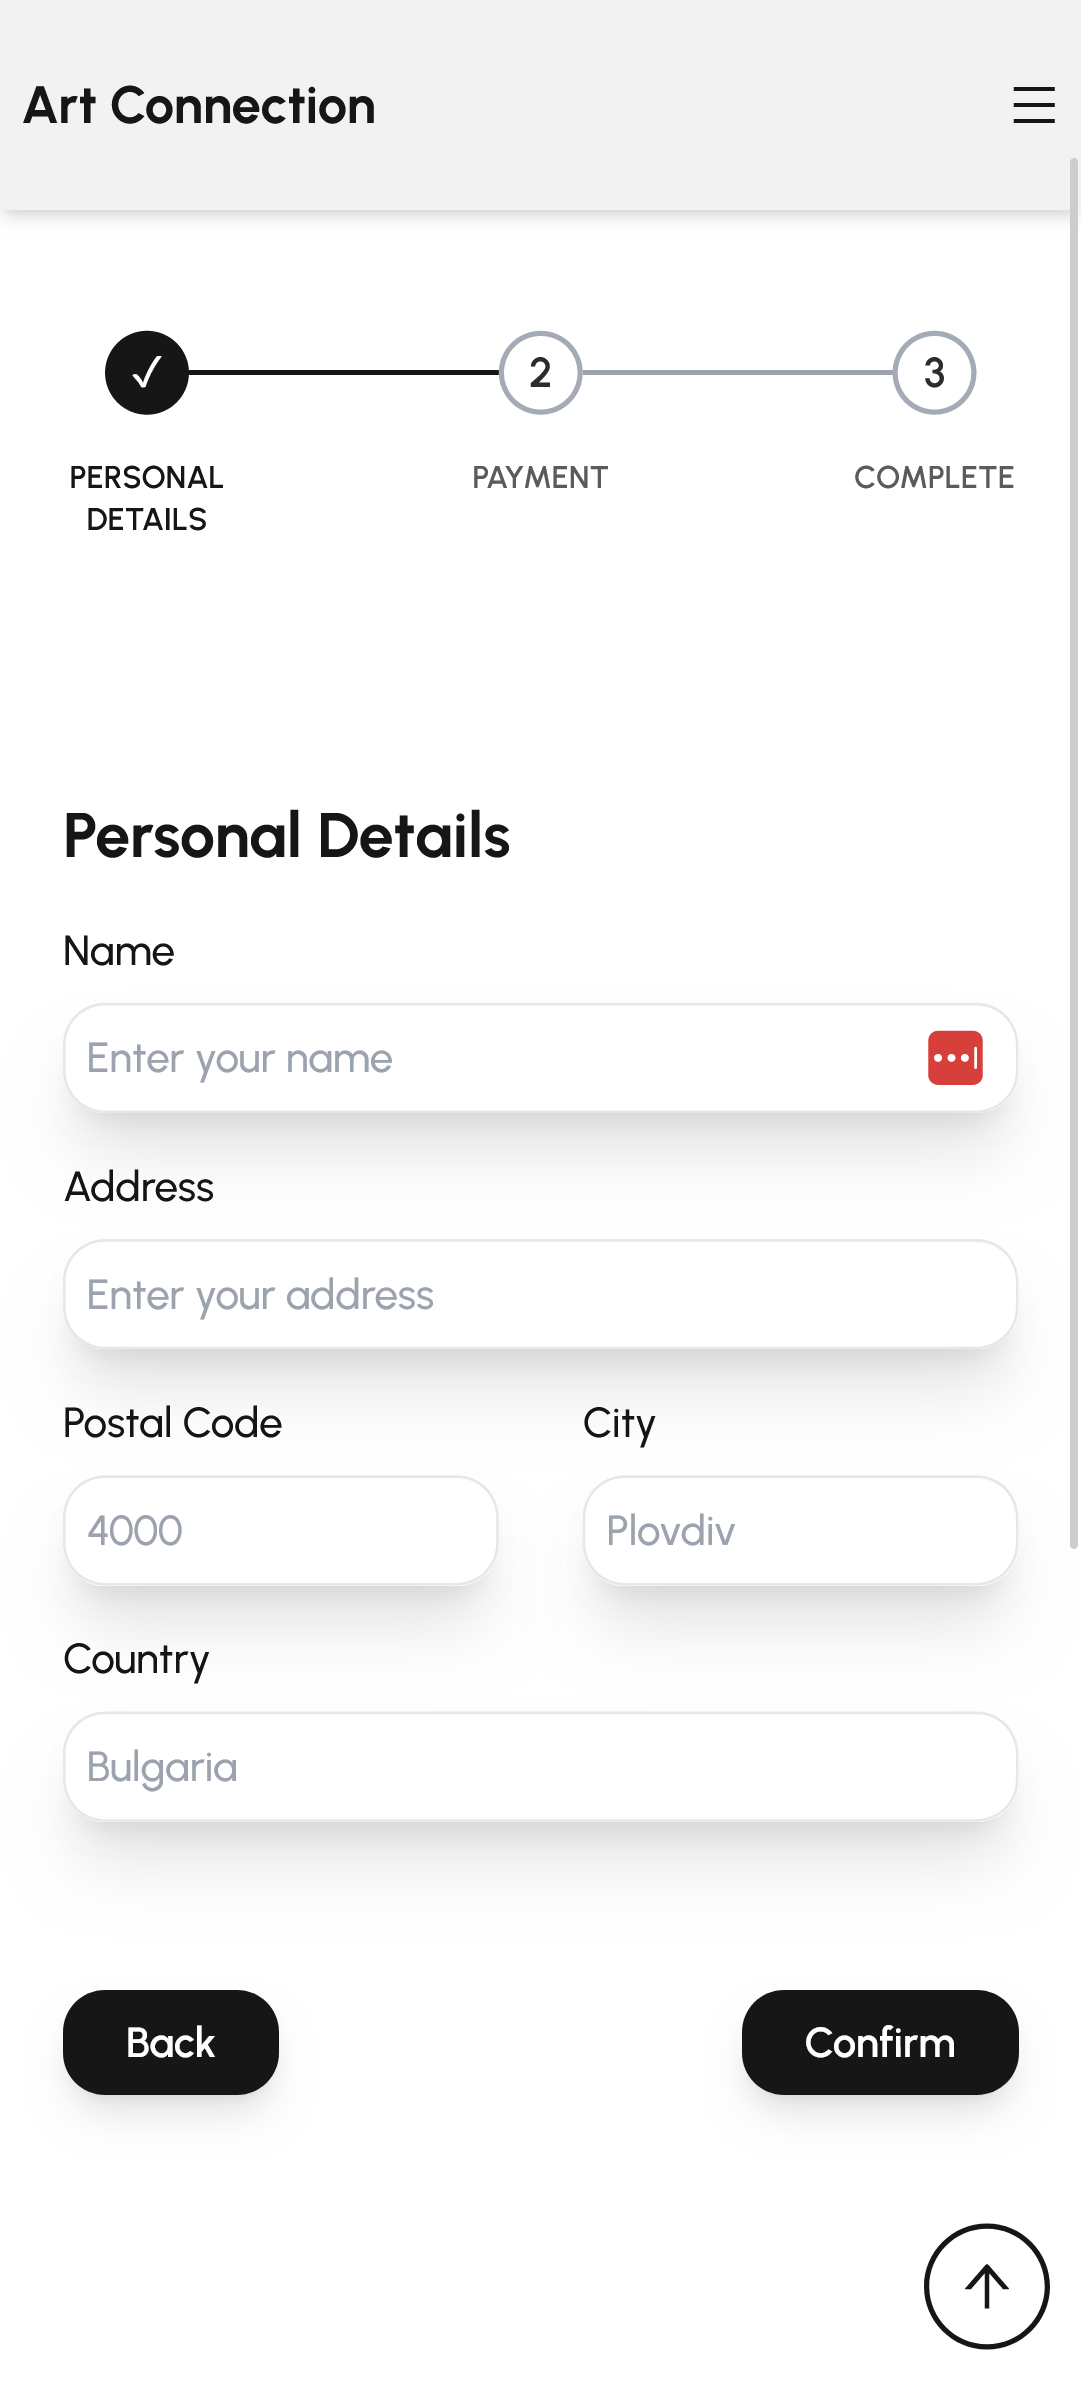 Art Connection
✓
2
3
PERSONAL
DETAILS
PAYMENT
COMPLETE
Personal Details
Name
Enter your name
Address
Enter your address
Postal Code
City
4000
Plovdiv
Country
Bulgaria
Back
Confirm